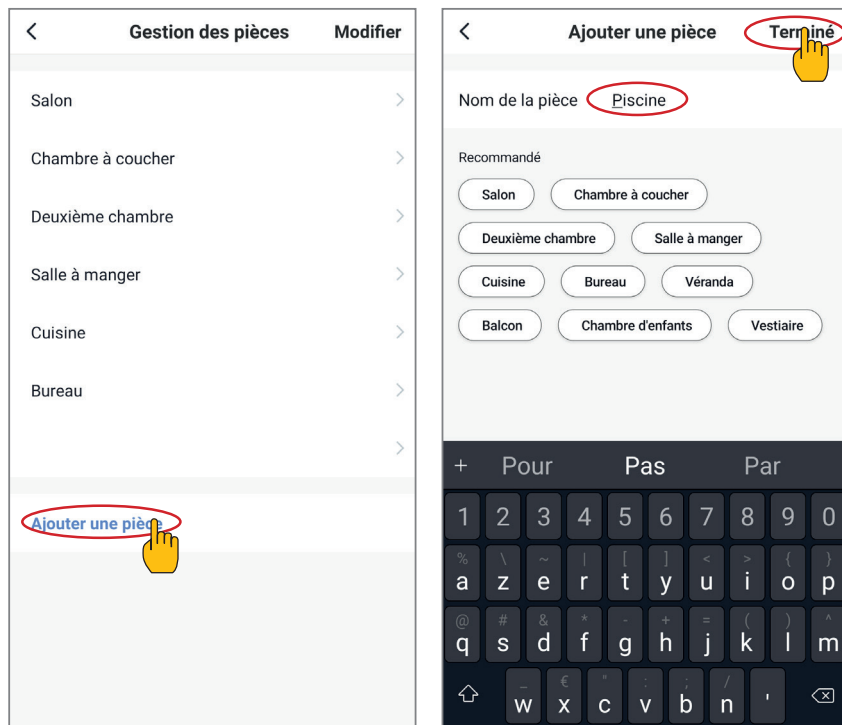 Gestion des pièces Modifier
Salon
Chambre à coucher
Deuxième chambre
Salle à manger
Cuisine
Bureau
Ajouter une pièce
Ajouter une pièce Terminé
Nom de la pièce Piscine
Recommandé
Salon Chambre à coucher
Deuxième chambre Salle à manger
Cuisine Bureau Véranda
Balcon Chambre d'enfants Vestiaire
+ Pour Pas Par
1 2 3 4 5 6 7 8 9 0
% \ ~ | [ ] < > { }
a z e r t y u i o p
@ # & * - + = ( ) ^
q s d f g h j k l m
_ € " : ; /
w x c v b n '